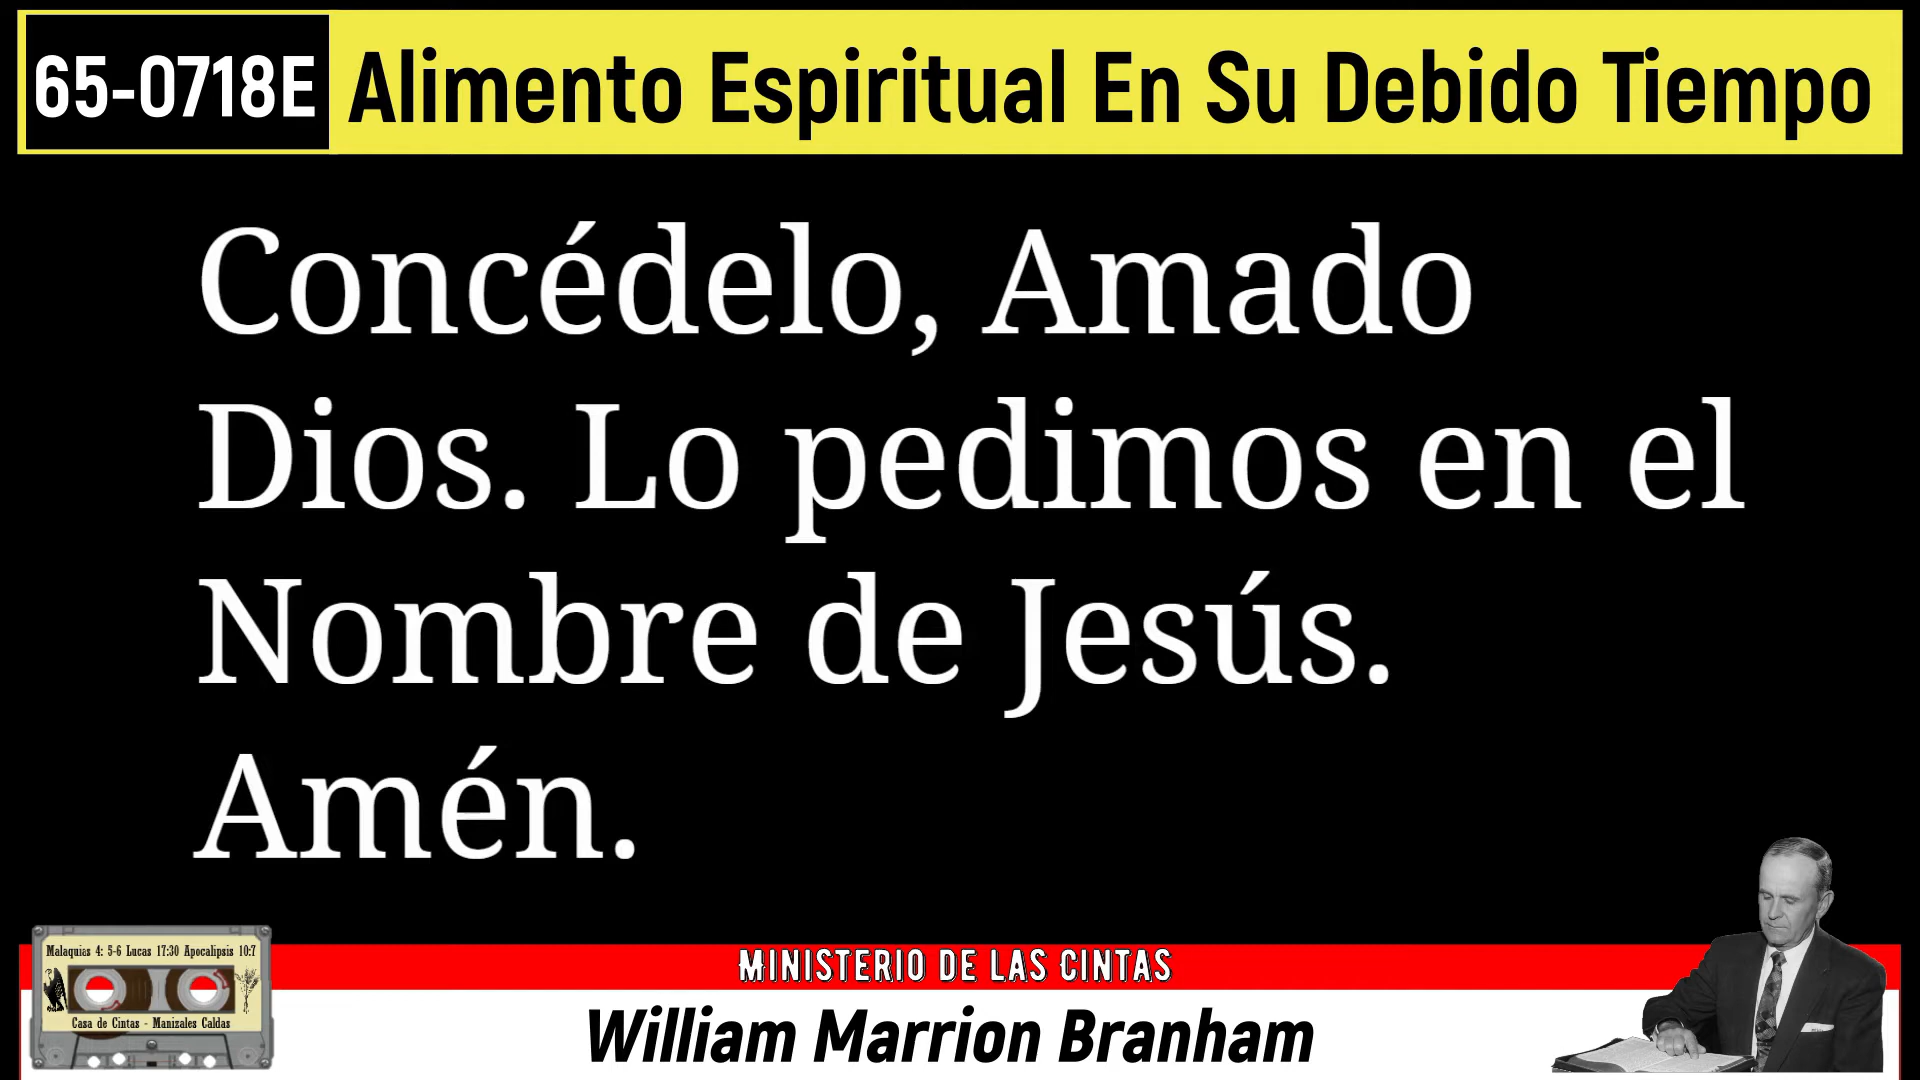 65-0718E Alimento Espiritual En Su Debido Tiempo
Concédelo, Amado
Dios. Lo pedimos en el
Nombre de Jesús.
Amén.
Malaquias 4: 5-6 Lucas 17:30 Apocalipsis 10:7
Casa de Cintas - Manizales Caldas
MINISTERIO DE LAS CINTAS
William Marrion Branham